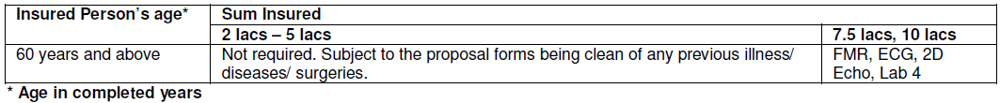 Insured Person's age* Sum Insured
2 lacs – 5 lacs 7.5 lacs, 10 lacs
60 years and above Not required. Subject to the proposal forms being clean of any previous illness/ FMR, ECG, 2D
diseases/ surgeries. Echo, Lab 4
* Age in completed years